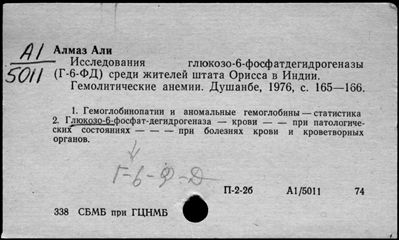 А1
5011
Алмаз Али
Исследования глюкозо-6-фосфатдегидрогеназы
(Г-6-ФД) среди жителей штата Орисса в Индии.
Гемолитические анемии. Душанбе, 1976, с. 165—166.
1. Гемоглобинопатии и аномальные гемоглобины — статистика
2. Глюкозо-6-фосфат-дегидрогеназа — крови — — при патологиче-
ских состояниях — — — при болезнях крови и кроветворных
органов.
Г-6-Ф-Д
П-2-2б А1/5011 74
338 СБМБ при ГЦНМБ